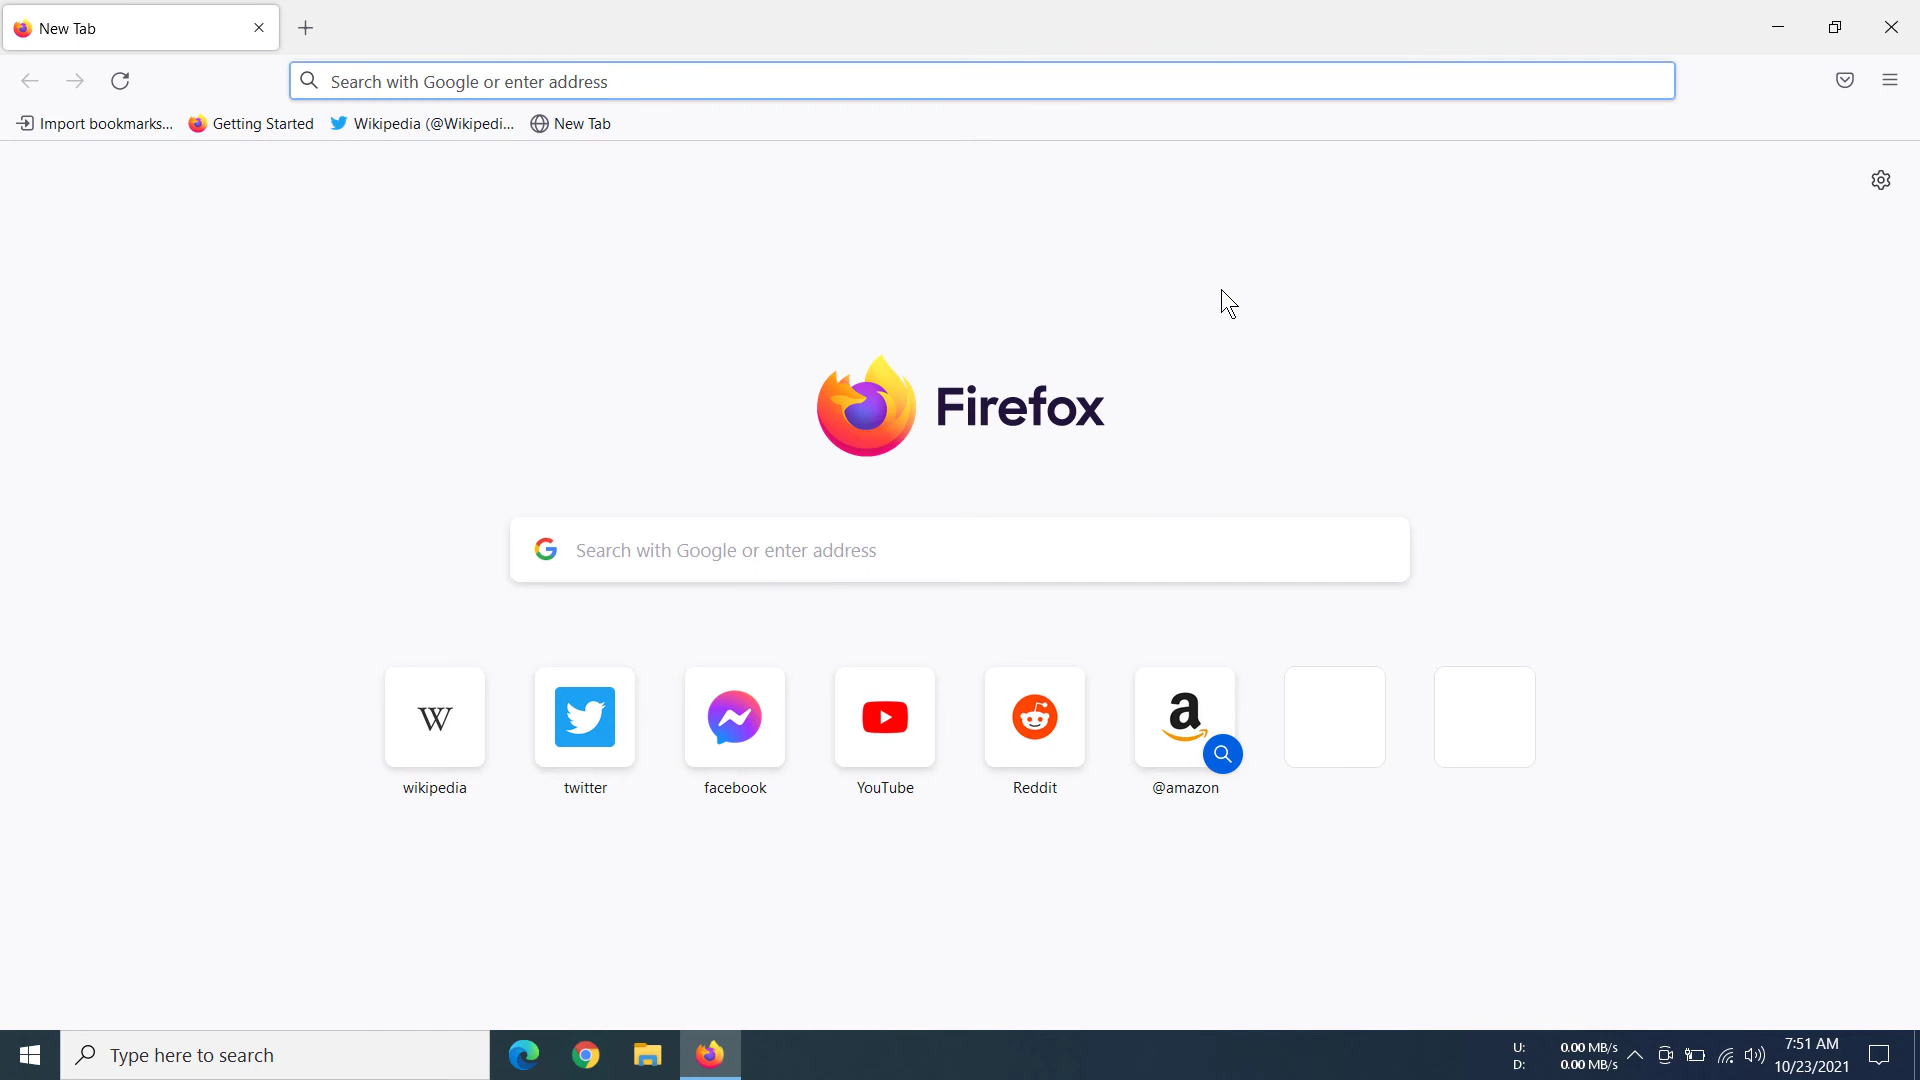 New Tab
Search with Google or enter address
Import bookmarks... Getting Started Wikipedia (@Wikipedi... New Tab
Firefox
Search with Google or enter address
W
a
wikipedia twitter facebook YouTube Reddit @amazon
Type here to search
U: 0.00 MB/s
D: 0.00 MB/s
7:51 AM
10/23/2021